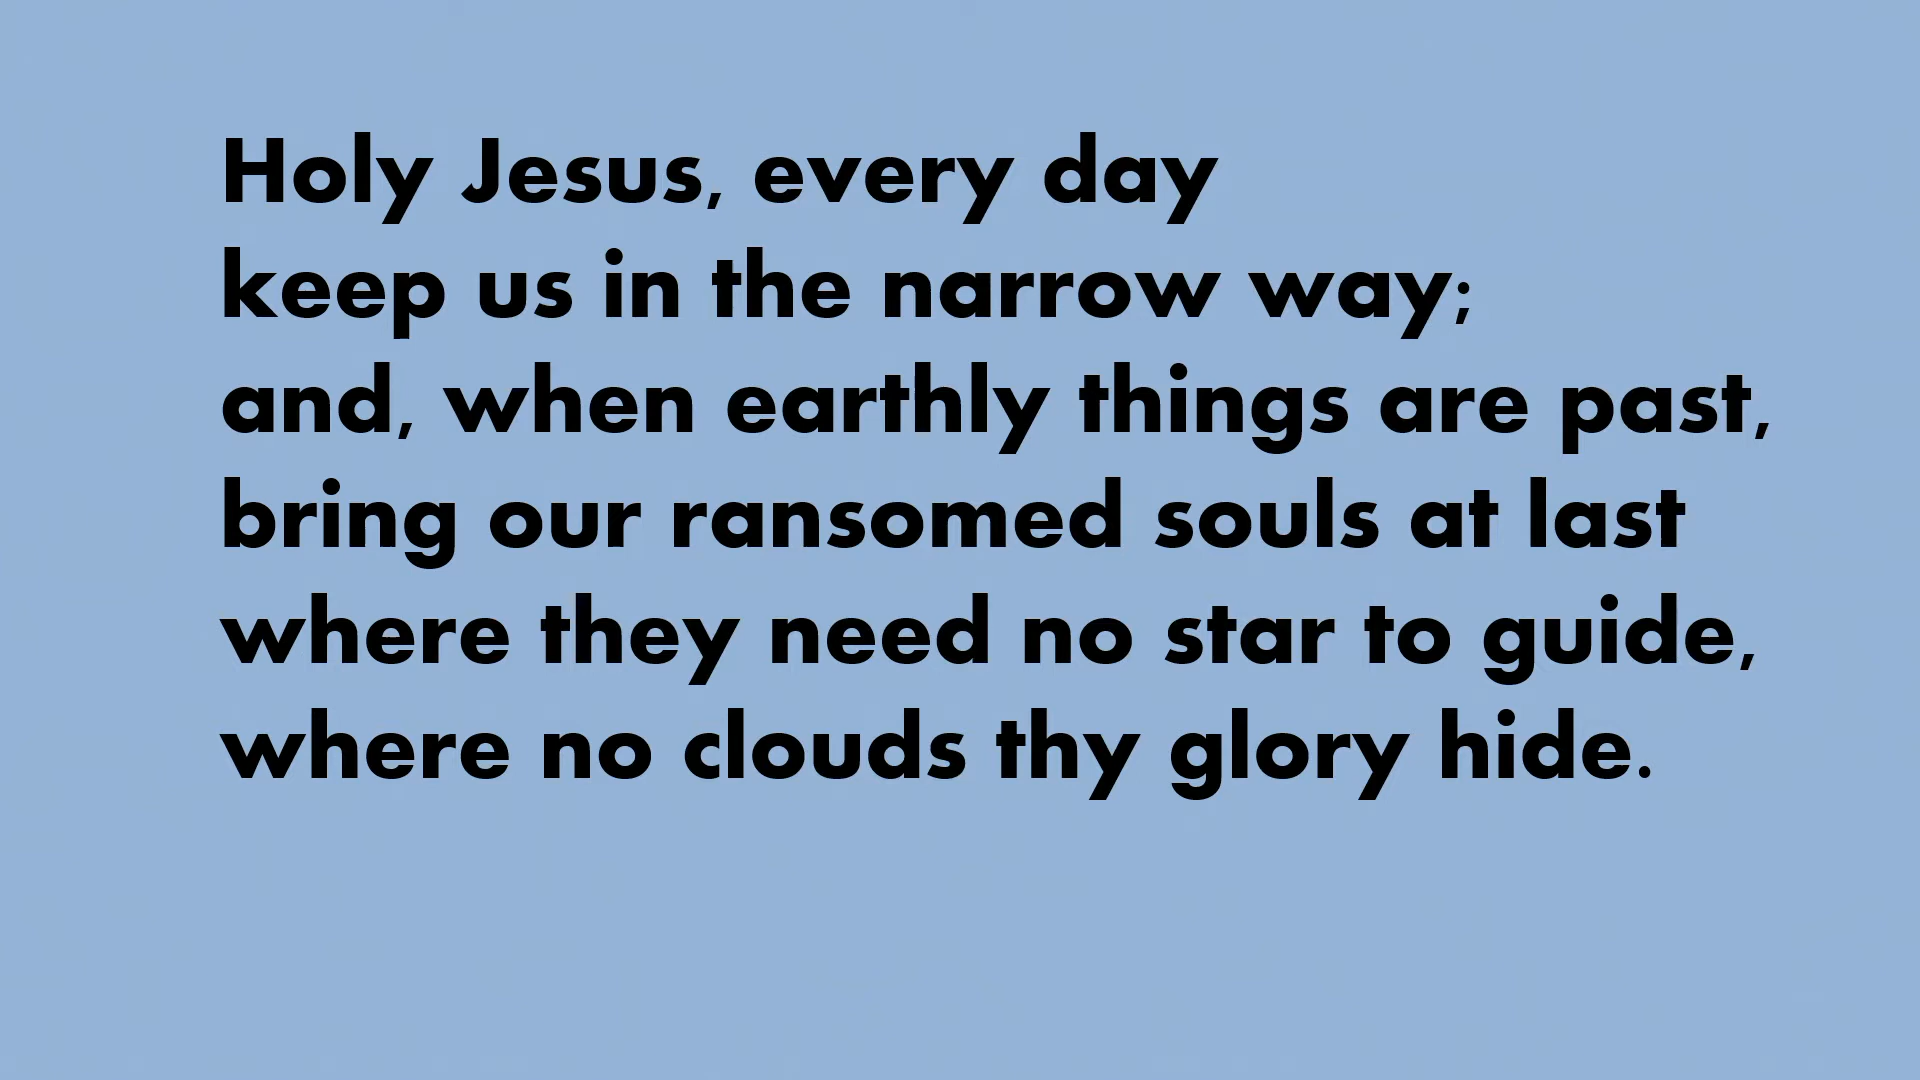 Holy Jesus, every day
keep us in the narrow way;
and, when earthly things are past,
bring our ransomed souls at last
where they need no star to guide,
where no clouds thy glory hide.